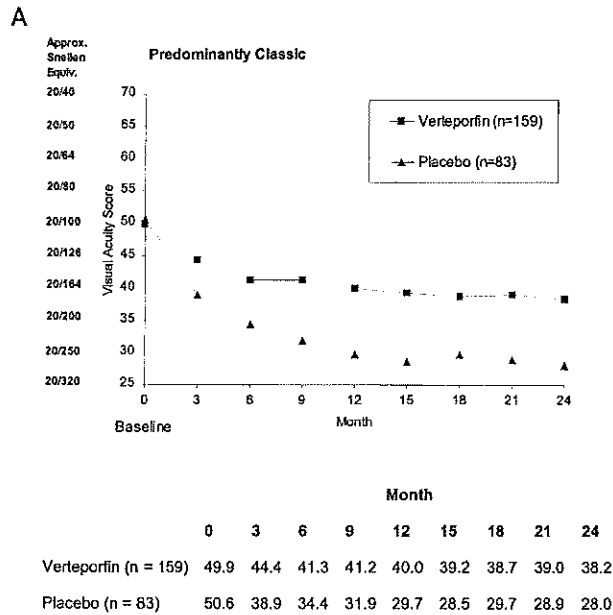 A
Approx.
Snellen
Equiv.
Predominantly Classic
20/40
20/50
20/64
20/80
20/100
20/126
20/164
20/200
20/250
20/320
Visual Acuity Score
70
65
60
55
50
45
40
35
30
25
Verteporfin (n=159)
Placebo (n=83)
0 3 6 9 12 15 18 21 24
Baseline
Month
Month
0 3 6 9 12 15 18 21 24
Verteporfin (n = 159) 49.9 44.4 41.3 41.2 40.0 39.2 38.7 39.0 38.2
Placebo (n = 83) 50.6 38.9 34.4 31.9 29.7 28.5 29.7 28.9 28.0